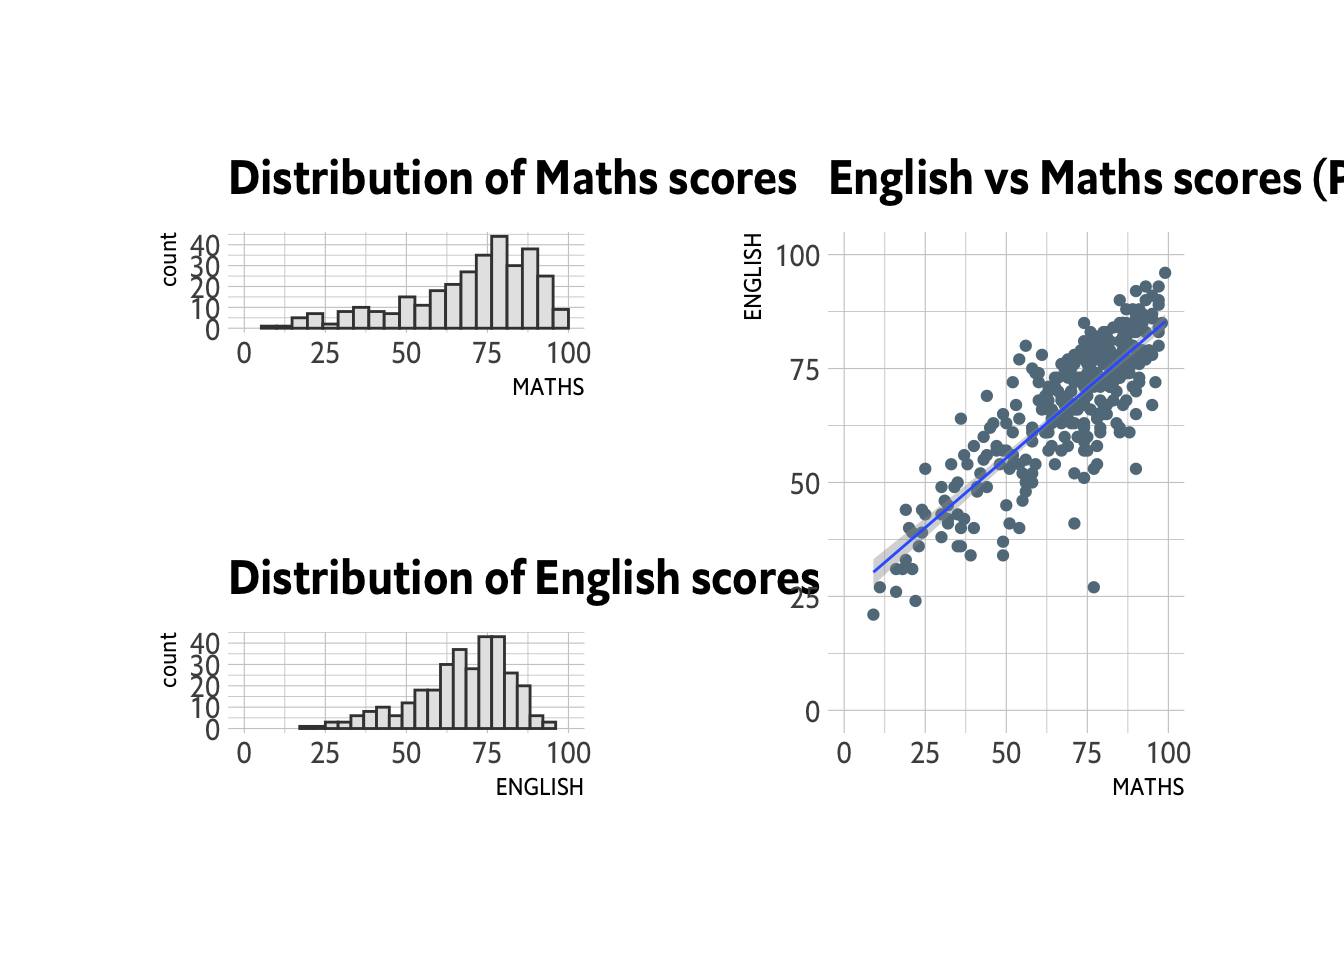 Distribution of Maths scores
count
40
30
20
10
0
0 25 50 75 100
MATHS
Distribution of English scores
count
40
30
20
10
0
0 25 50 75 100
ENGLISH
English vs Maths scores (P
ENGLISH
100
75
50
25
0
0 25 50 75 100
MATHS